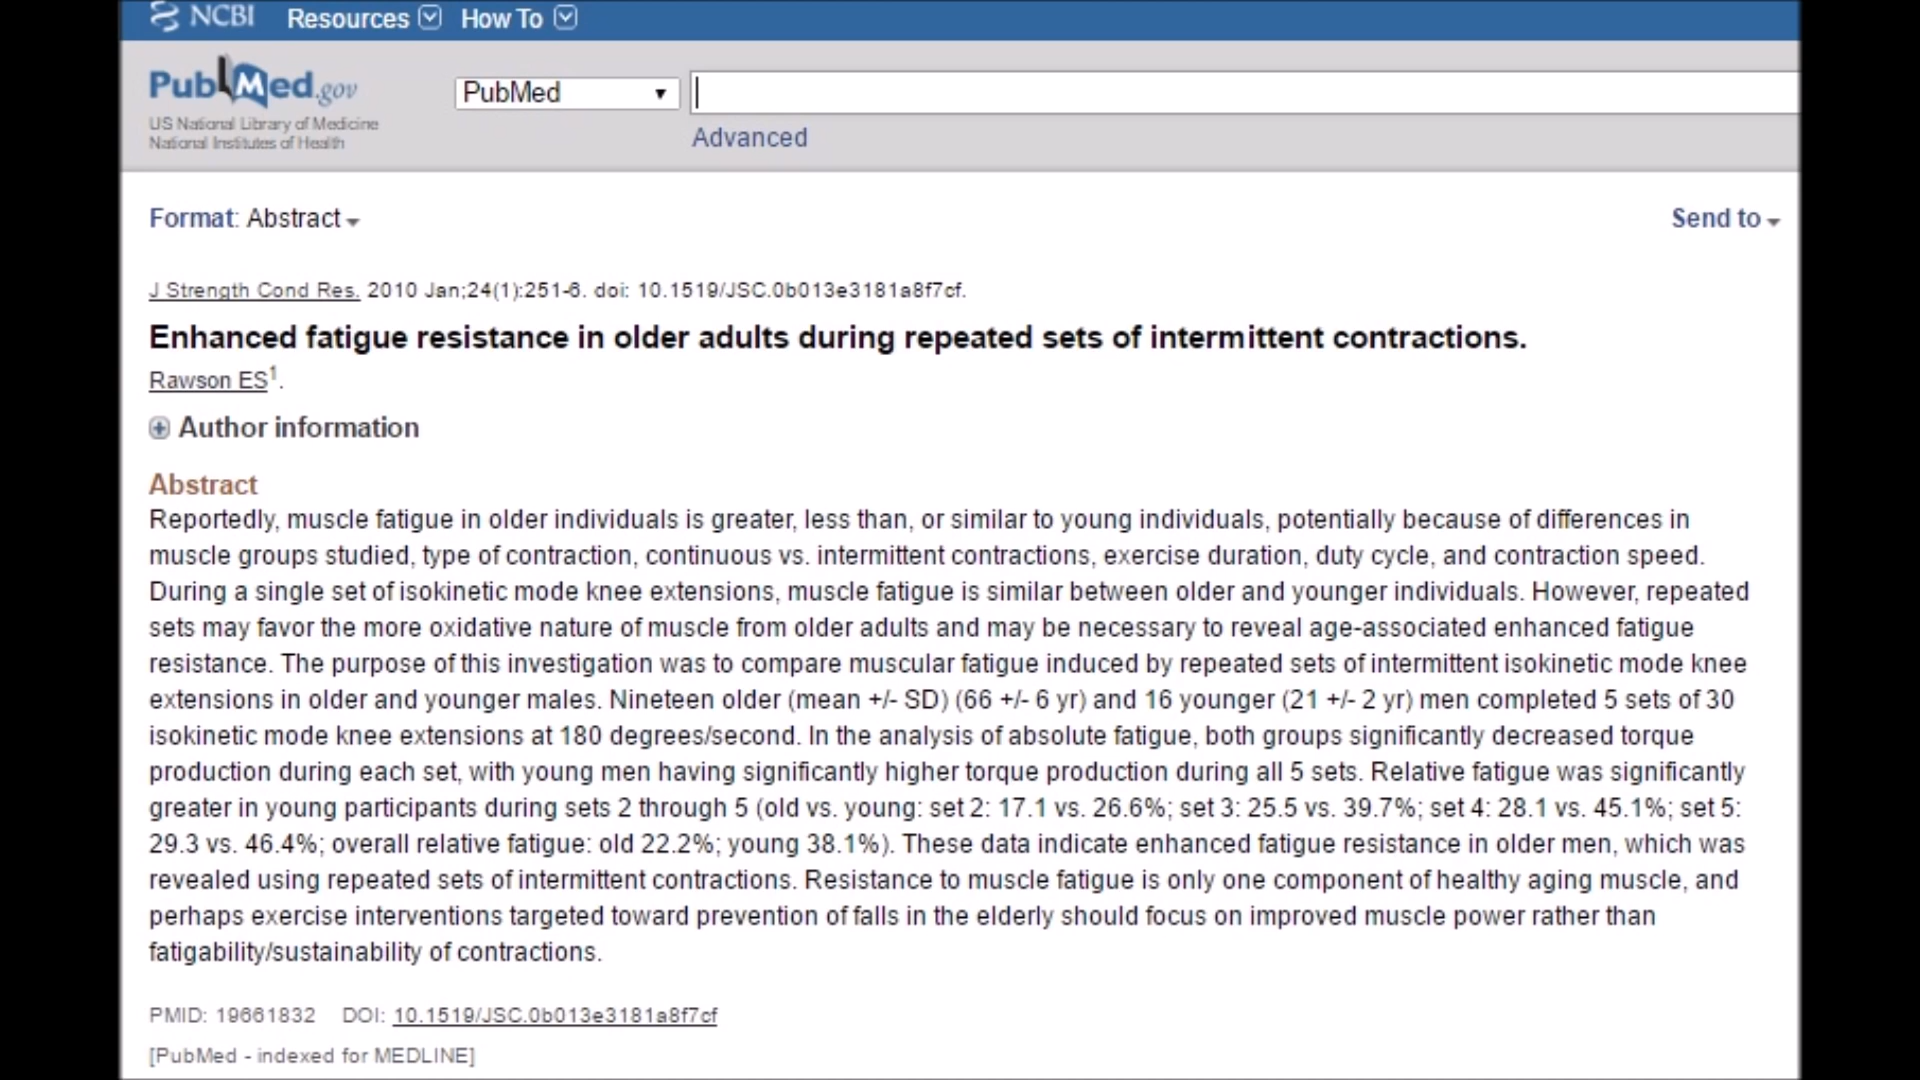 NCBI Resources How To
PubMed.gov
US National Library of Medicine
National Institutes of Health
PubMed
Advanced
Format: Abstract
Send to
J Strength Cond Res. 2010 Jan;24(1):251-6. doi: 10.1519/JSC.0b013e3181a8f7cf.
Enhanced fatigue resistance in older adults during repeated sets of intermittent contractions.
Rawson ES1.
Author information
Abstract
Reportedly, muscle fatigue in older individuals is greater, less than, or similar to young individuals, potentially because of differences in
muscle groups studied, type of contraction, continuous vs. intermittent contractions, exercise duration, duty cycle, and contraction speed.
During a single set of isokinetic mode knee extensions, muscle fatigue is similar between older and younger individuals. However, repeated
sets may favor the more oxidative nature of muscle from older adults and may be necessary to reveal age-associated enhanced fatigue
resistance. The purpose of this investigation was to compare muscular fatigue induced by repeated sets of intermittent isokinetic mode knee
extensions in older and younger males. Nineteen older (mean +/- SD) (66 +/- 6 yr) and 16 younger (21 +/- 2 yr) men completed 5 sets of 30
isokinetic mode knee extensions at 180 degrees/second. In the analysis of absolute fatigue, both groups significantly decreased torque
production during each set, with young men having significantly higher torque production during all 5 sets. Relative fatigue was significantly
greater in young participants during sets 2 through 5 (old vs. young: set 2: 17.1 vs. 26.6%; set 3: 25.5 vs. 39.7%; set 4: 28.1 vs. 45.1%; set 5:
29.3 vs. 46.4%; overall relative fatigue: old 22.2%; young 38.1%). These data indicate enhanced fatigue resistance in older men, which was
revealed using repeated sets of intermittent contractions. Resistance to muscle fatigue is only one component of healthy aging muscle, and
perhaps exercise interventions targeted toward prevention of falls in the elderly should focus on improved muscle power rather than
fatigability/sustainability of contractions.
PMID: 19661832 DOI: 10.1519/JSC.0b013e3181a8f7cf
[PubMed - indexed for MEDLINE]